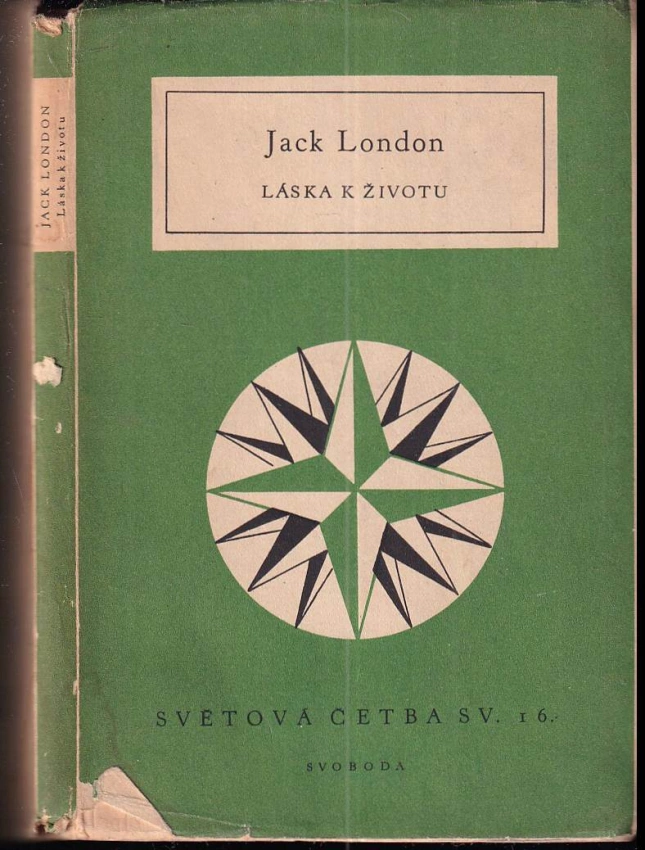 JACK LONDON
Láska k životu
Jack London
LÁSKA K ŽIVOTU
SVĚTOVÁ ČETBA SV. 16.
SVOBODA